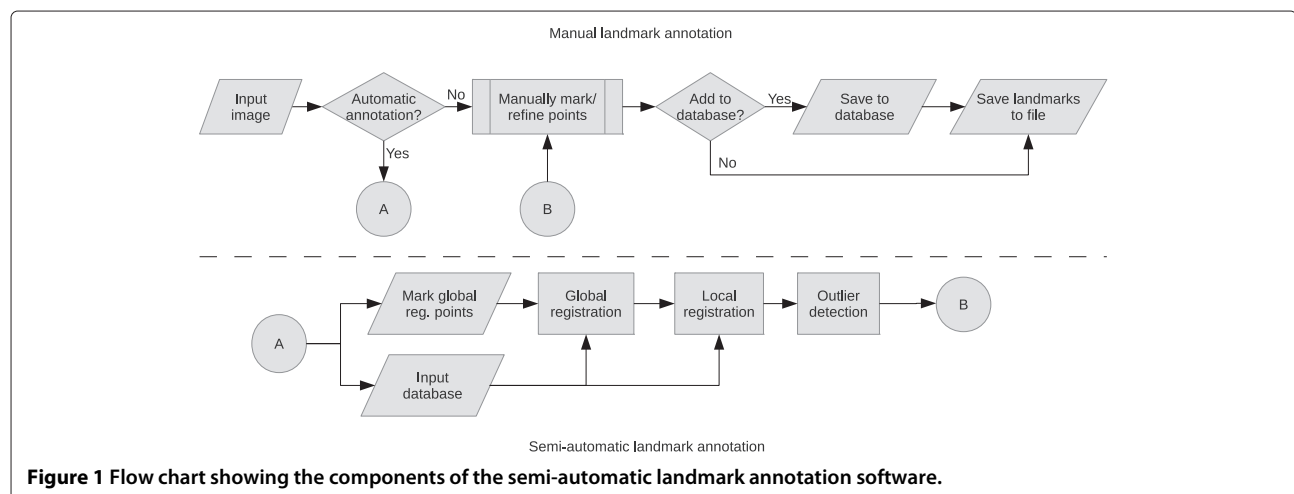 Manual landmark annotation
Input
image
Automatic
annotation?
No
Manually mark/
refine points
Add to
database?
Yes
Save to
database
Save landmarks
to file
Yes
No
A
B
Mark global
reg. points
Global
registration
Local
registration
Outlier
detection
B
A
Input
database
Semi-automatic landmark annotation
Figure 1 Flow chart showing the components of the semi-automatic landmark annotation software.